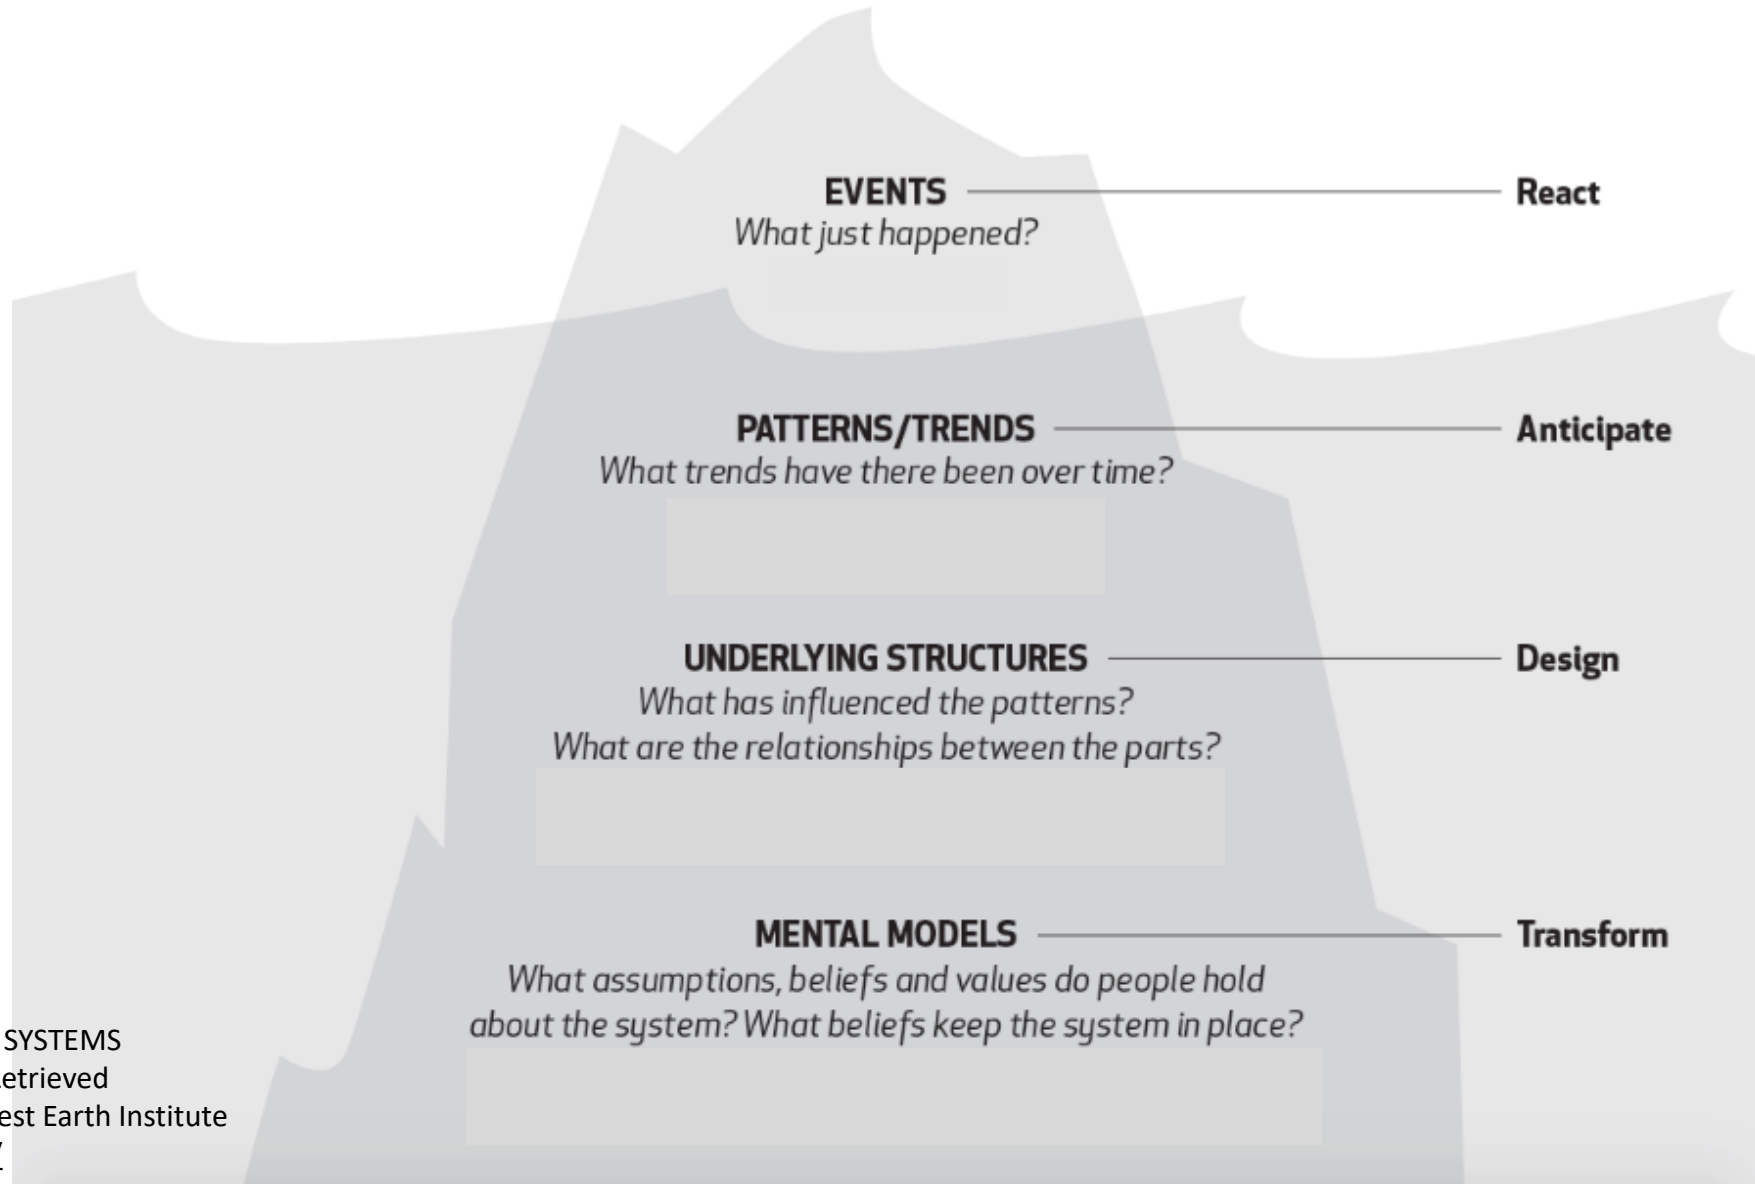 EVENTS
React
What just happened?
PATTERNS/TRENDS
Anticipate
What trends have there been over time?
UNDERLYING STRUCTURES
Design
What has influenced the patterns?
What are the relationships between the parts?
MENTAL MODELS
Transform
What assumptions, beliefs and values do people hold
about the system? What beliefs keep the system in place?
SYSTEMS
Earth Institute